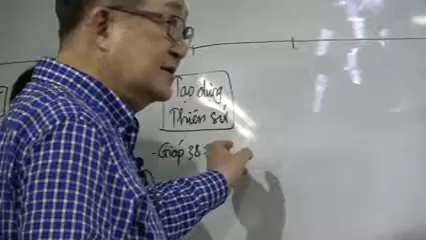 Tạo dựng
Thiên sứ
- Gióp 38: